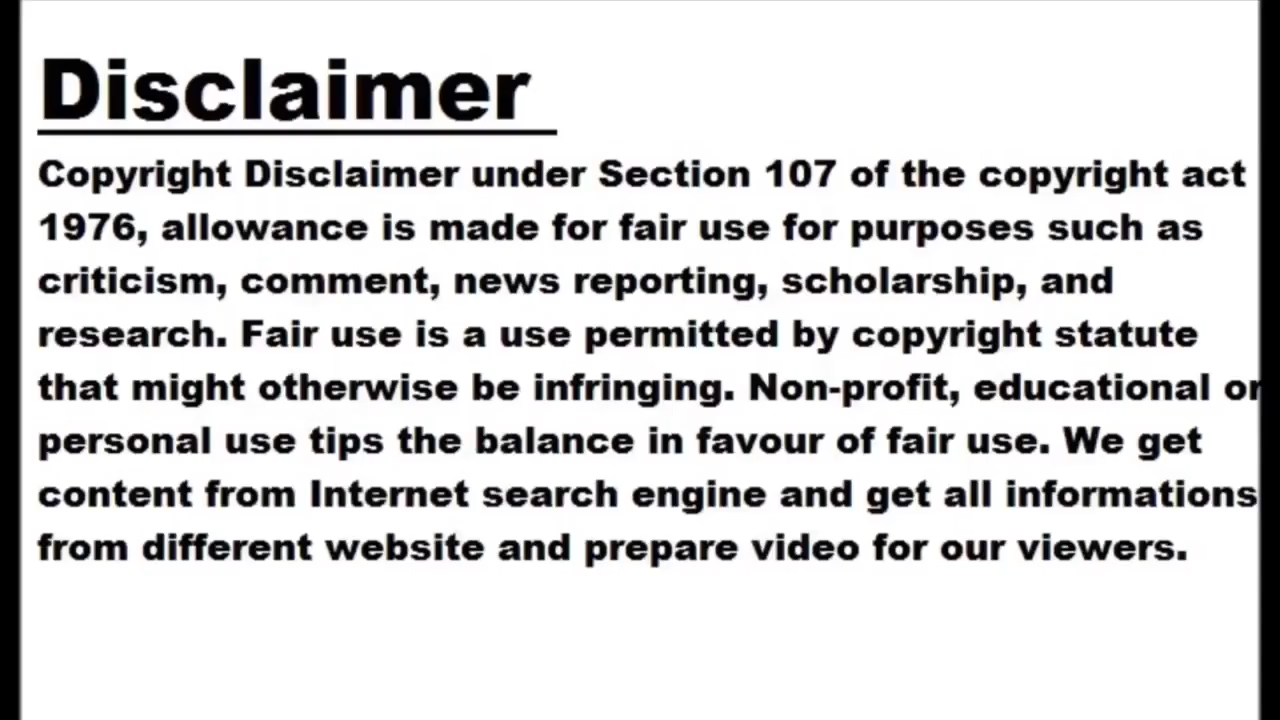 Disclaimer
Copyright Disclaimer under Section 107 of the copyright act
1976, allowance is made for fair use for purposes such as
criticism, comment, news reporting, scholarship, and
research. Fair use is a use permitted by copyright statute
that might otherwise be infringing. Non-profit, educational or
personal use tips the balance in favour of fair use. We get
content from Internet search engine and get all informations
from different website and prepare video for our viewers.